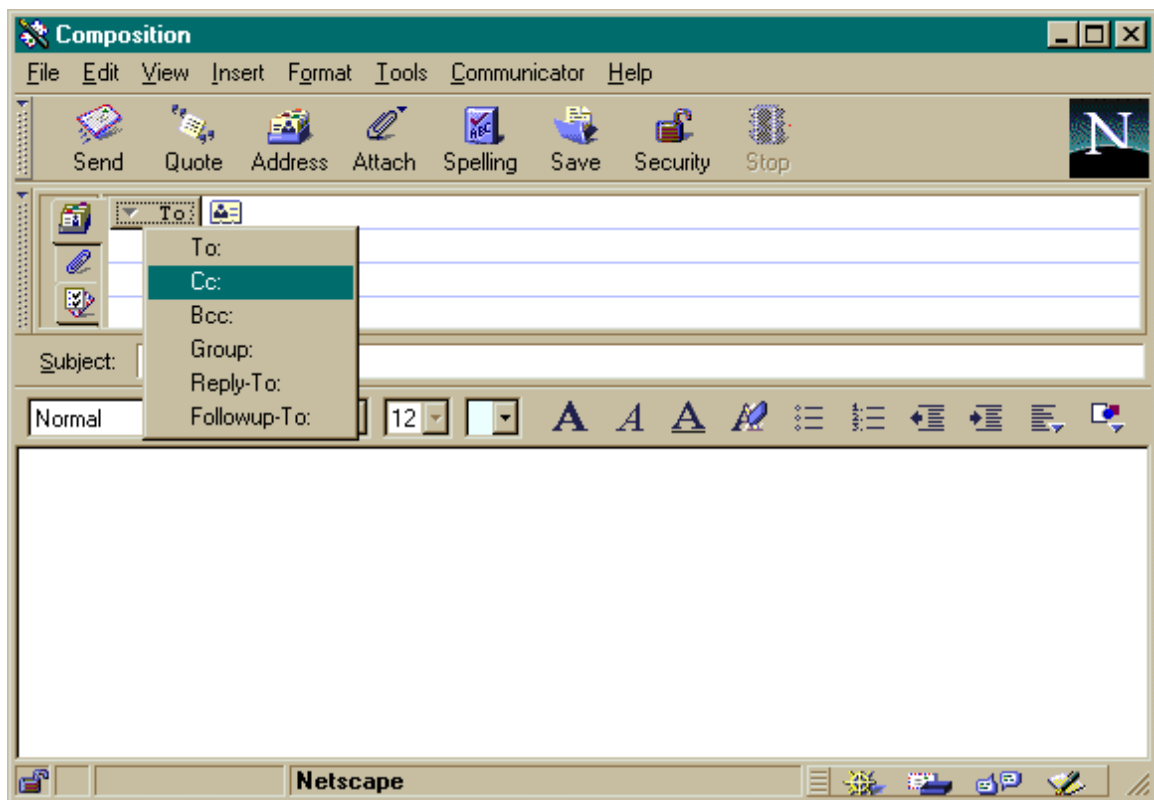 Composition
File Edit View Insert Format Tools Communicator Help
Send Quote Address Attach Spelling Save Security Stop
N
To:
To:
Cc:
Bcc:
Group:
Reply-To:
Followup-To:
Subject:
Normal 12 A A A
Netscape